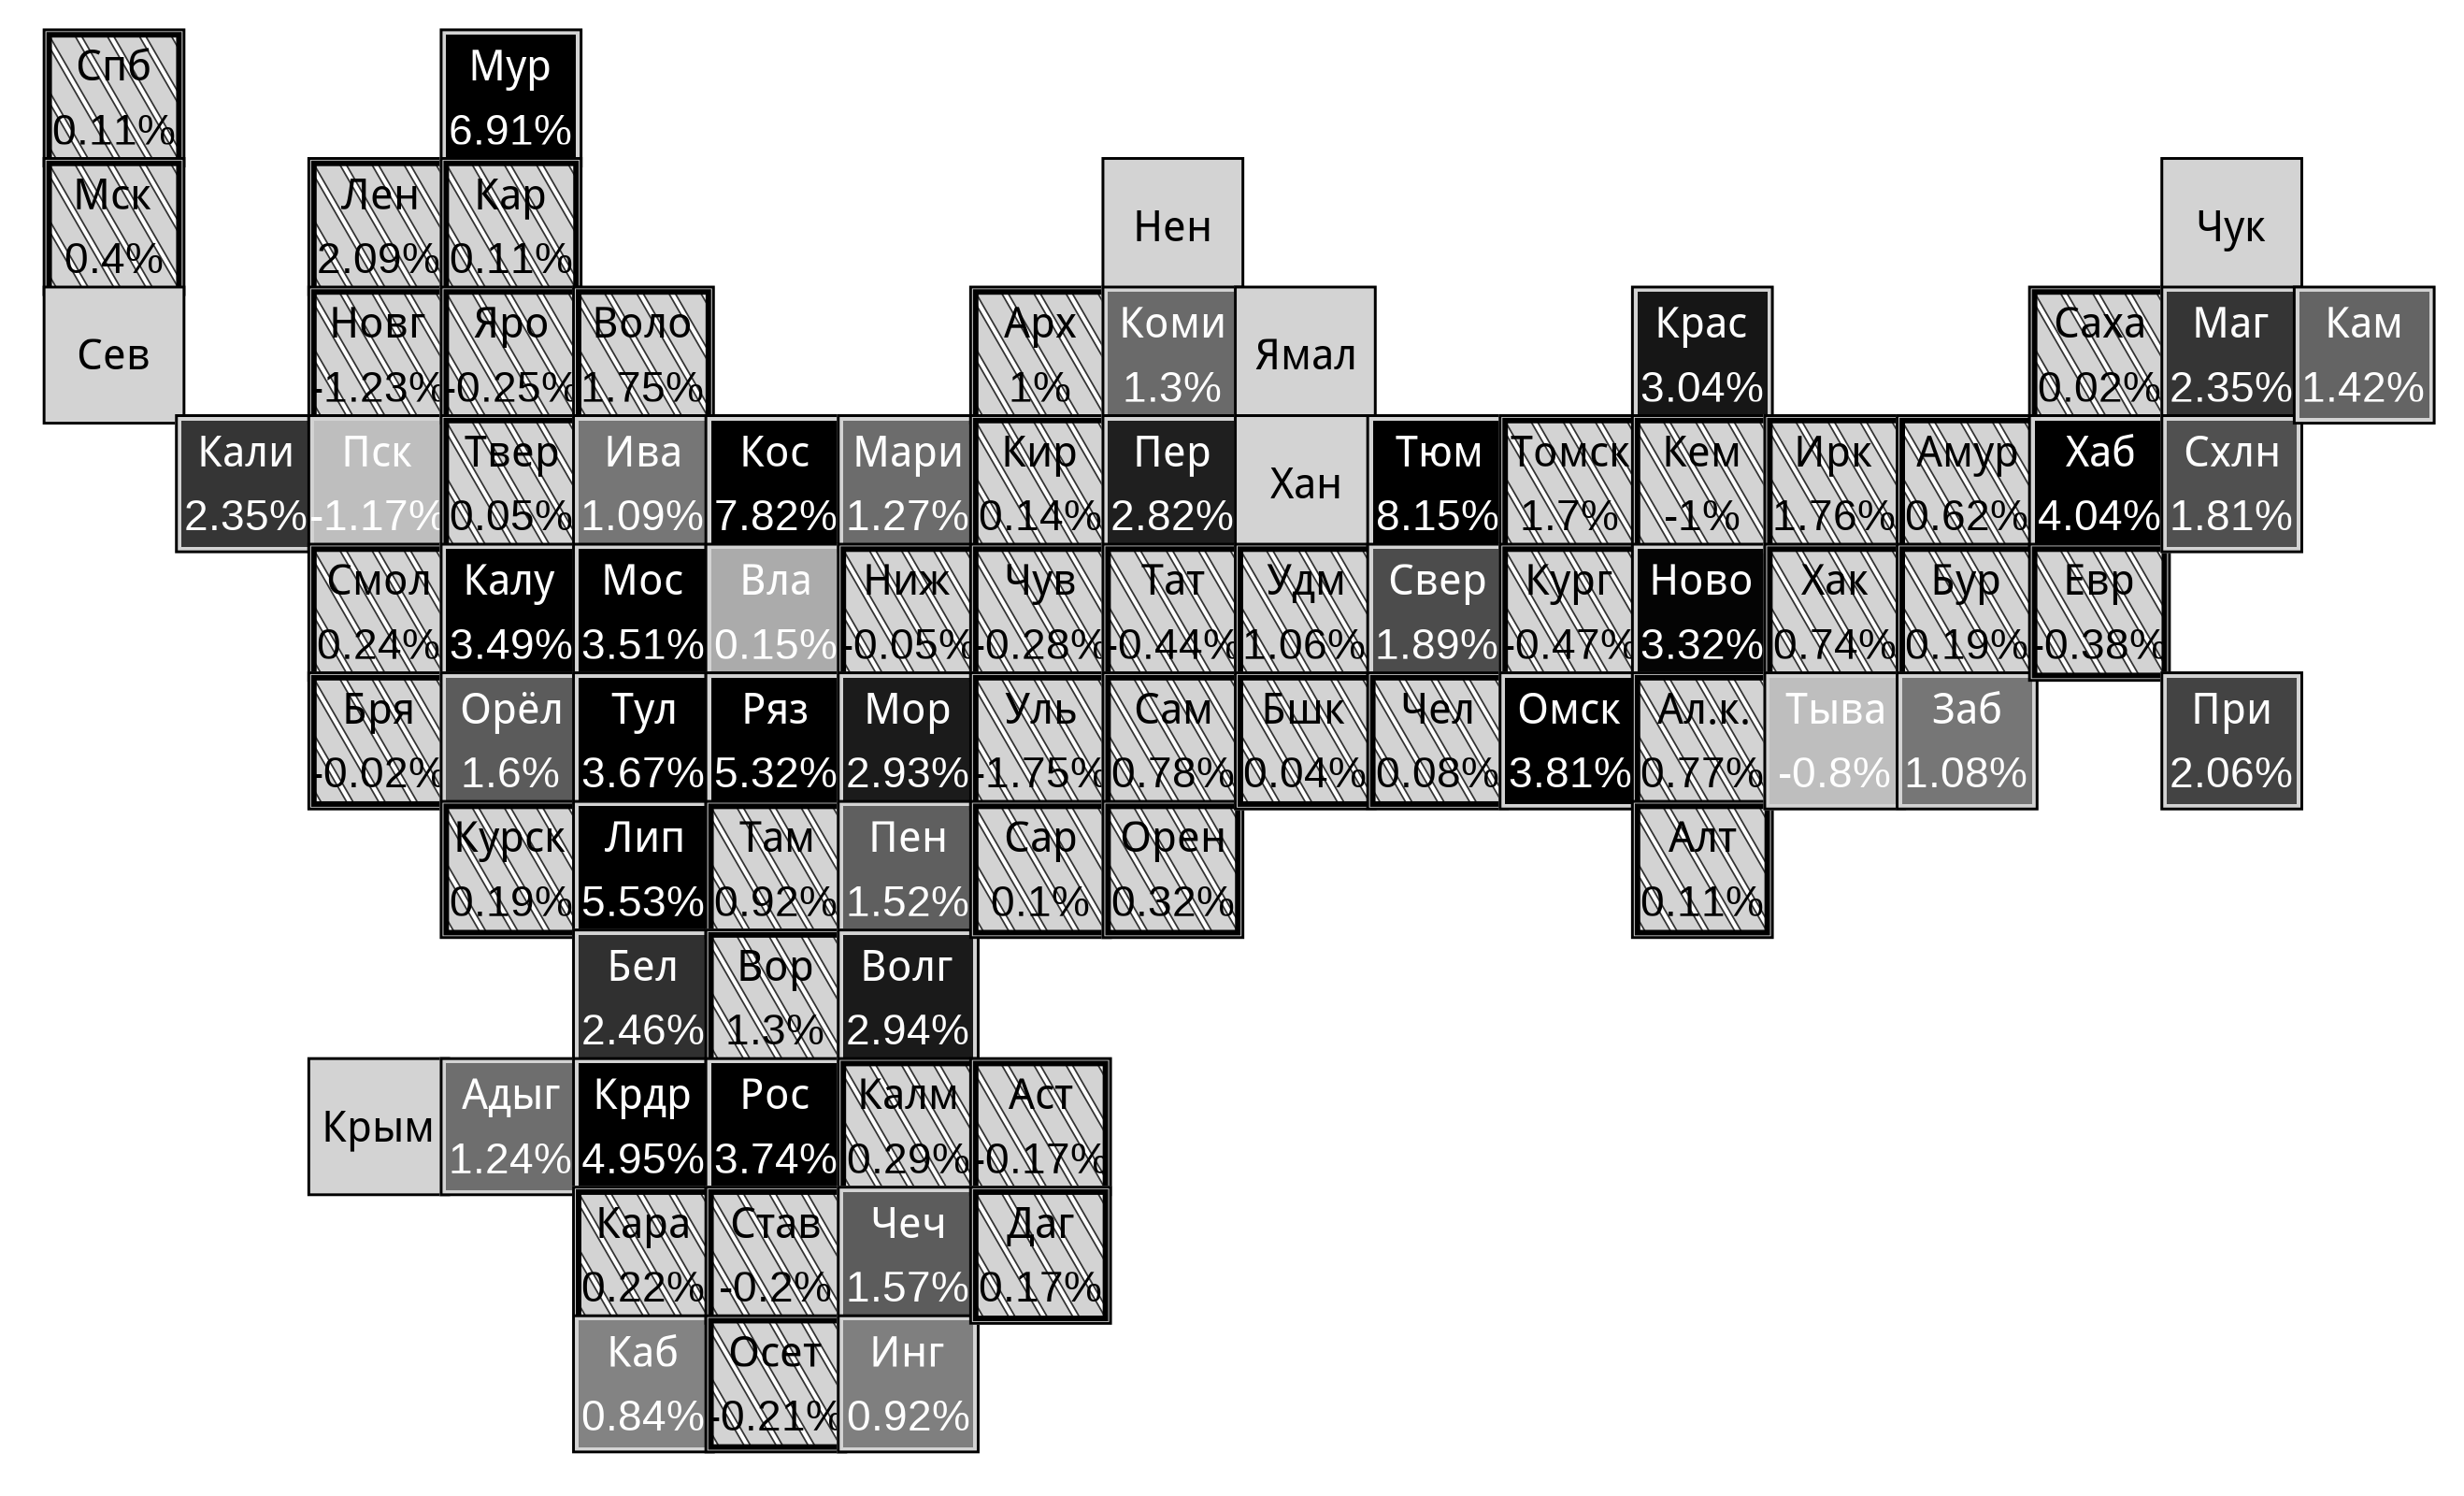 Спб
0.11%
Мур
6.91%
Мск
0.4%
Лен
2.09%
Кар
0.11%
Нен
Чук
Сев
Новг
-1.23%
Яро
-0.25%
Воло
1.75%
Арх
1%
Коми
1.3%
Ямал
Крас
3.04%
Саха
0.02%
Маг
2.35%
Кам
1.42%
Кали
2.35%
Пск
-1.17%
Твер
0.05%
Ива
1.09%
Кос
7.82%
Мари
1.27%
Кир
0.14%
Пер
2.82%
Хан
Тюм
8.15%
Томск
1.7%
Кем
-1%
Ирк
1.76%
Амур
0.62%
Хаб
4.04%
Схлн
1.81%
Смол
0.24%
Калу
3.49%
Мос
3.51%
Вла
0.15%
Ниж
-0.05%
Чув
-0.28%
Тат
-0.44%
Удм
1.06%
Свер
1.89%
Кург
-0.47%
Ново
3.32%
Хак
0.74%
Бур
0.19%
Евр
-0.38%
Бря
-0.02%
Орёл
1.6%
Тул
3.67%
Ряз
5.32%
Мор
2.93%
Уль
-1.75%
Сам
0.78%
Бшк
0.04%
Чел
0.08%
Омск
3.81%
Ал.к.
0.77%
Тыва
-0.8%
Заб
1.08%
При
2.06%
Курск
0.19%
Лип
5.53%
Там
0.92%
Пен
1.52%
Сар
0.1%
Орен
0.32%
Алт
0.11%
Бел
2.46%
Вор
1.3%
Волг
2.94%
Крым
Адыг
1.24%
Крдр
4.95%
Рос
3.74%
Калм
0.29%
Аст
-0.17%
Кара
0.22%
Став
-0.2%
Чеч
1.57%
Даг
0.17%
Каб
0.84%
Осет
-0.21%
Инг
0.92%